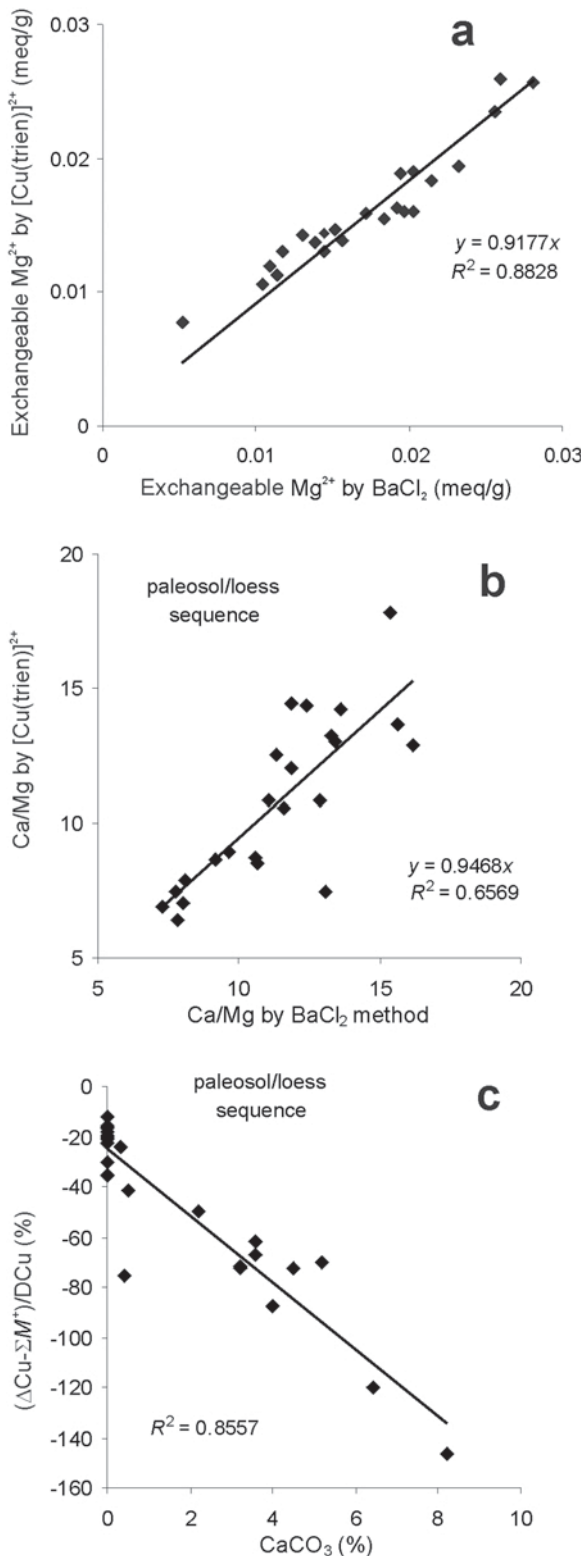 a
Exchangeable Mg²⁺ by [Cu(trien)]²⁺ (meq/g)
0.03
0.02
0.01
0
y = 0.9177x
R² = 0.8828
0
0.01
0.02
0.03
Exchangeable Mg²⁺ by BaCl₂ (meq/g)
b
paleosol/loess
sequence
Ca/Mg by [Cu(trien)]²⁺
20
15
10
5
y = 0.9468x
R² = 0.6569
5
10
15
20
Ca/Mg by BaCl₂ method
c
paleosol/loess
sequence
(ΔCu-ΣM⁺)/DCu (%)
0
-20
-40
-60
-80
-100
-120
-140
-160
R² = 0.8557
0
2
4
6
8
10
CaCO₃ (%)